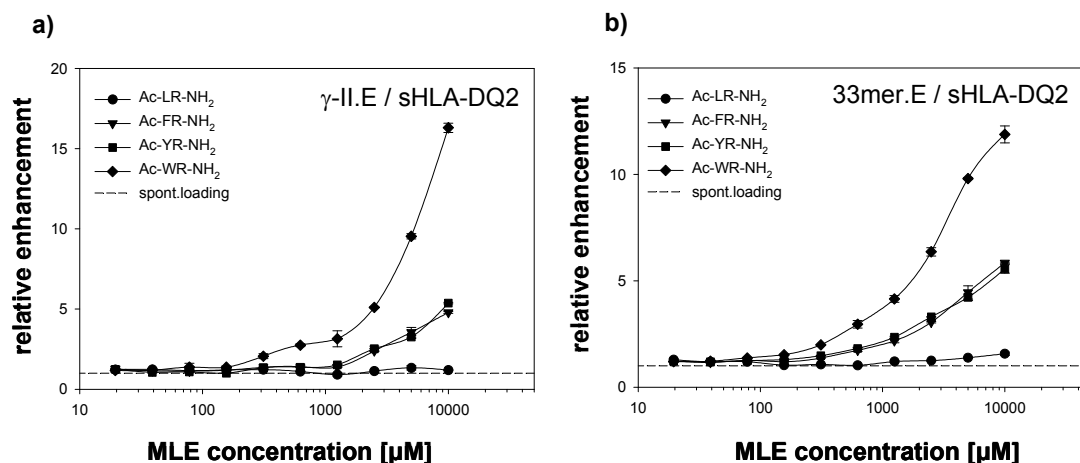 a)
20
15
10
5
0
relative enhancement
γ-II.E / sHLA-DQ2
Ac-LR-NH₂
Ac-FR-NH₂
Ac-YR-NH₂
Ac-WR-NH₂
spont.loading
10
100
1000
10000
MLE concentration [µM]
b)
15
10
5
0
relative enhancement
33mer.E / sHLA-DQ2
Ac-LR-NH₂
Ac-FR-NH₂
Ac-YR-NH₂
Ac-WR-NH₂
spont.loading
10
100
1000
10000
MLE concentration [µM]